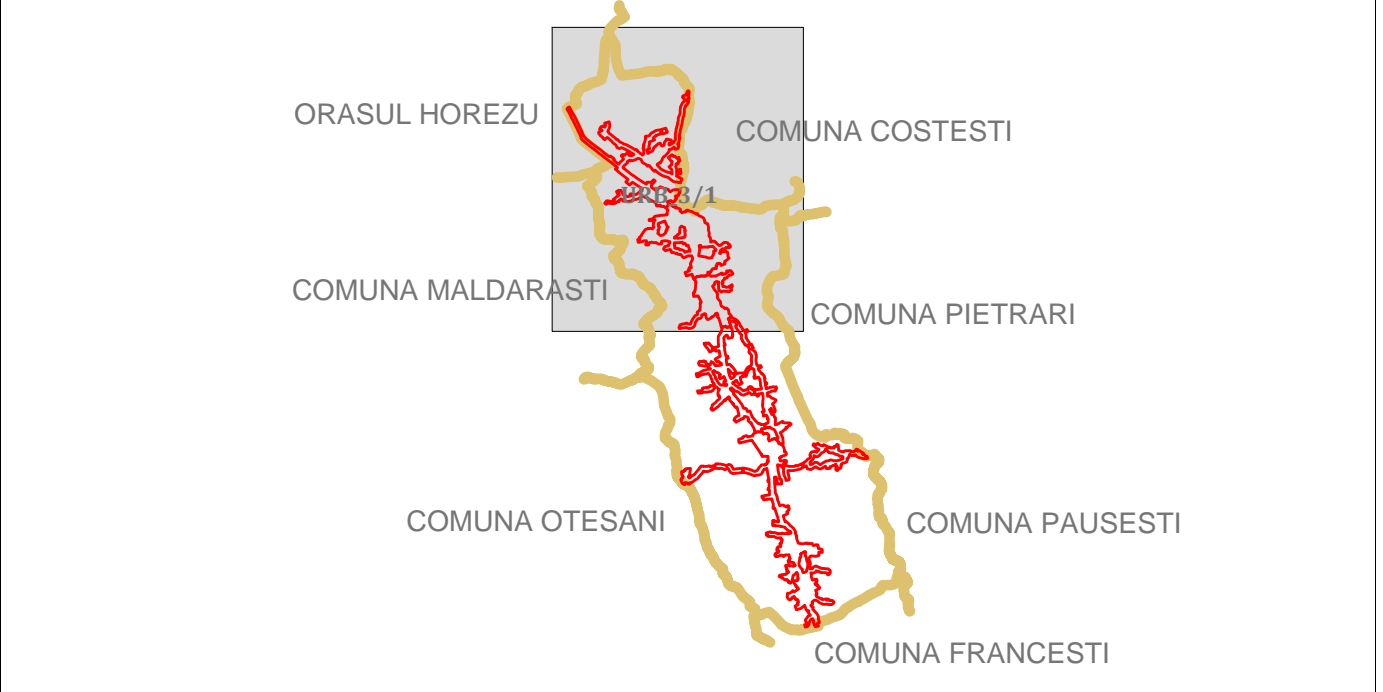 ORASUL HOREZU
COMUNA COSTESTI
URB 3/1
COMUNA MALDARASTI
COMUNA PIETRARI
COMUNA OTESANI
COMUNA PAUSESTI
COMUNA FRANCESTI